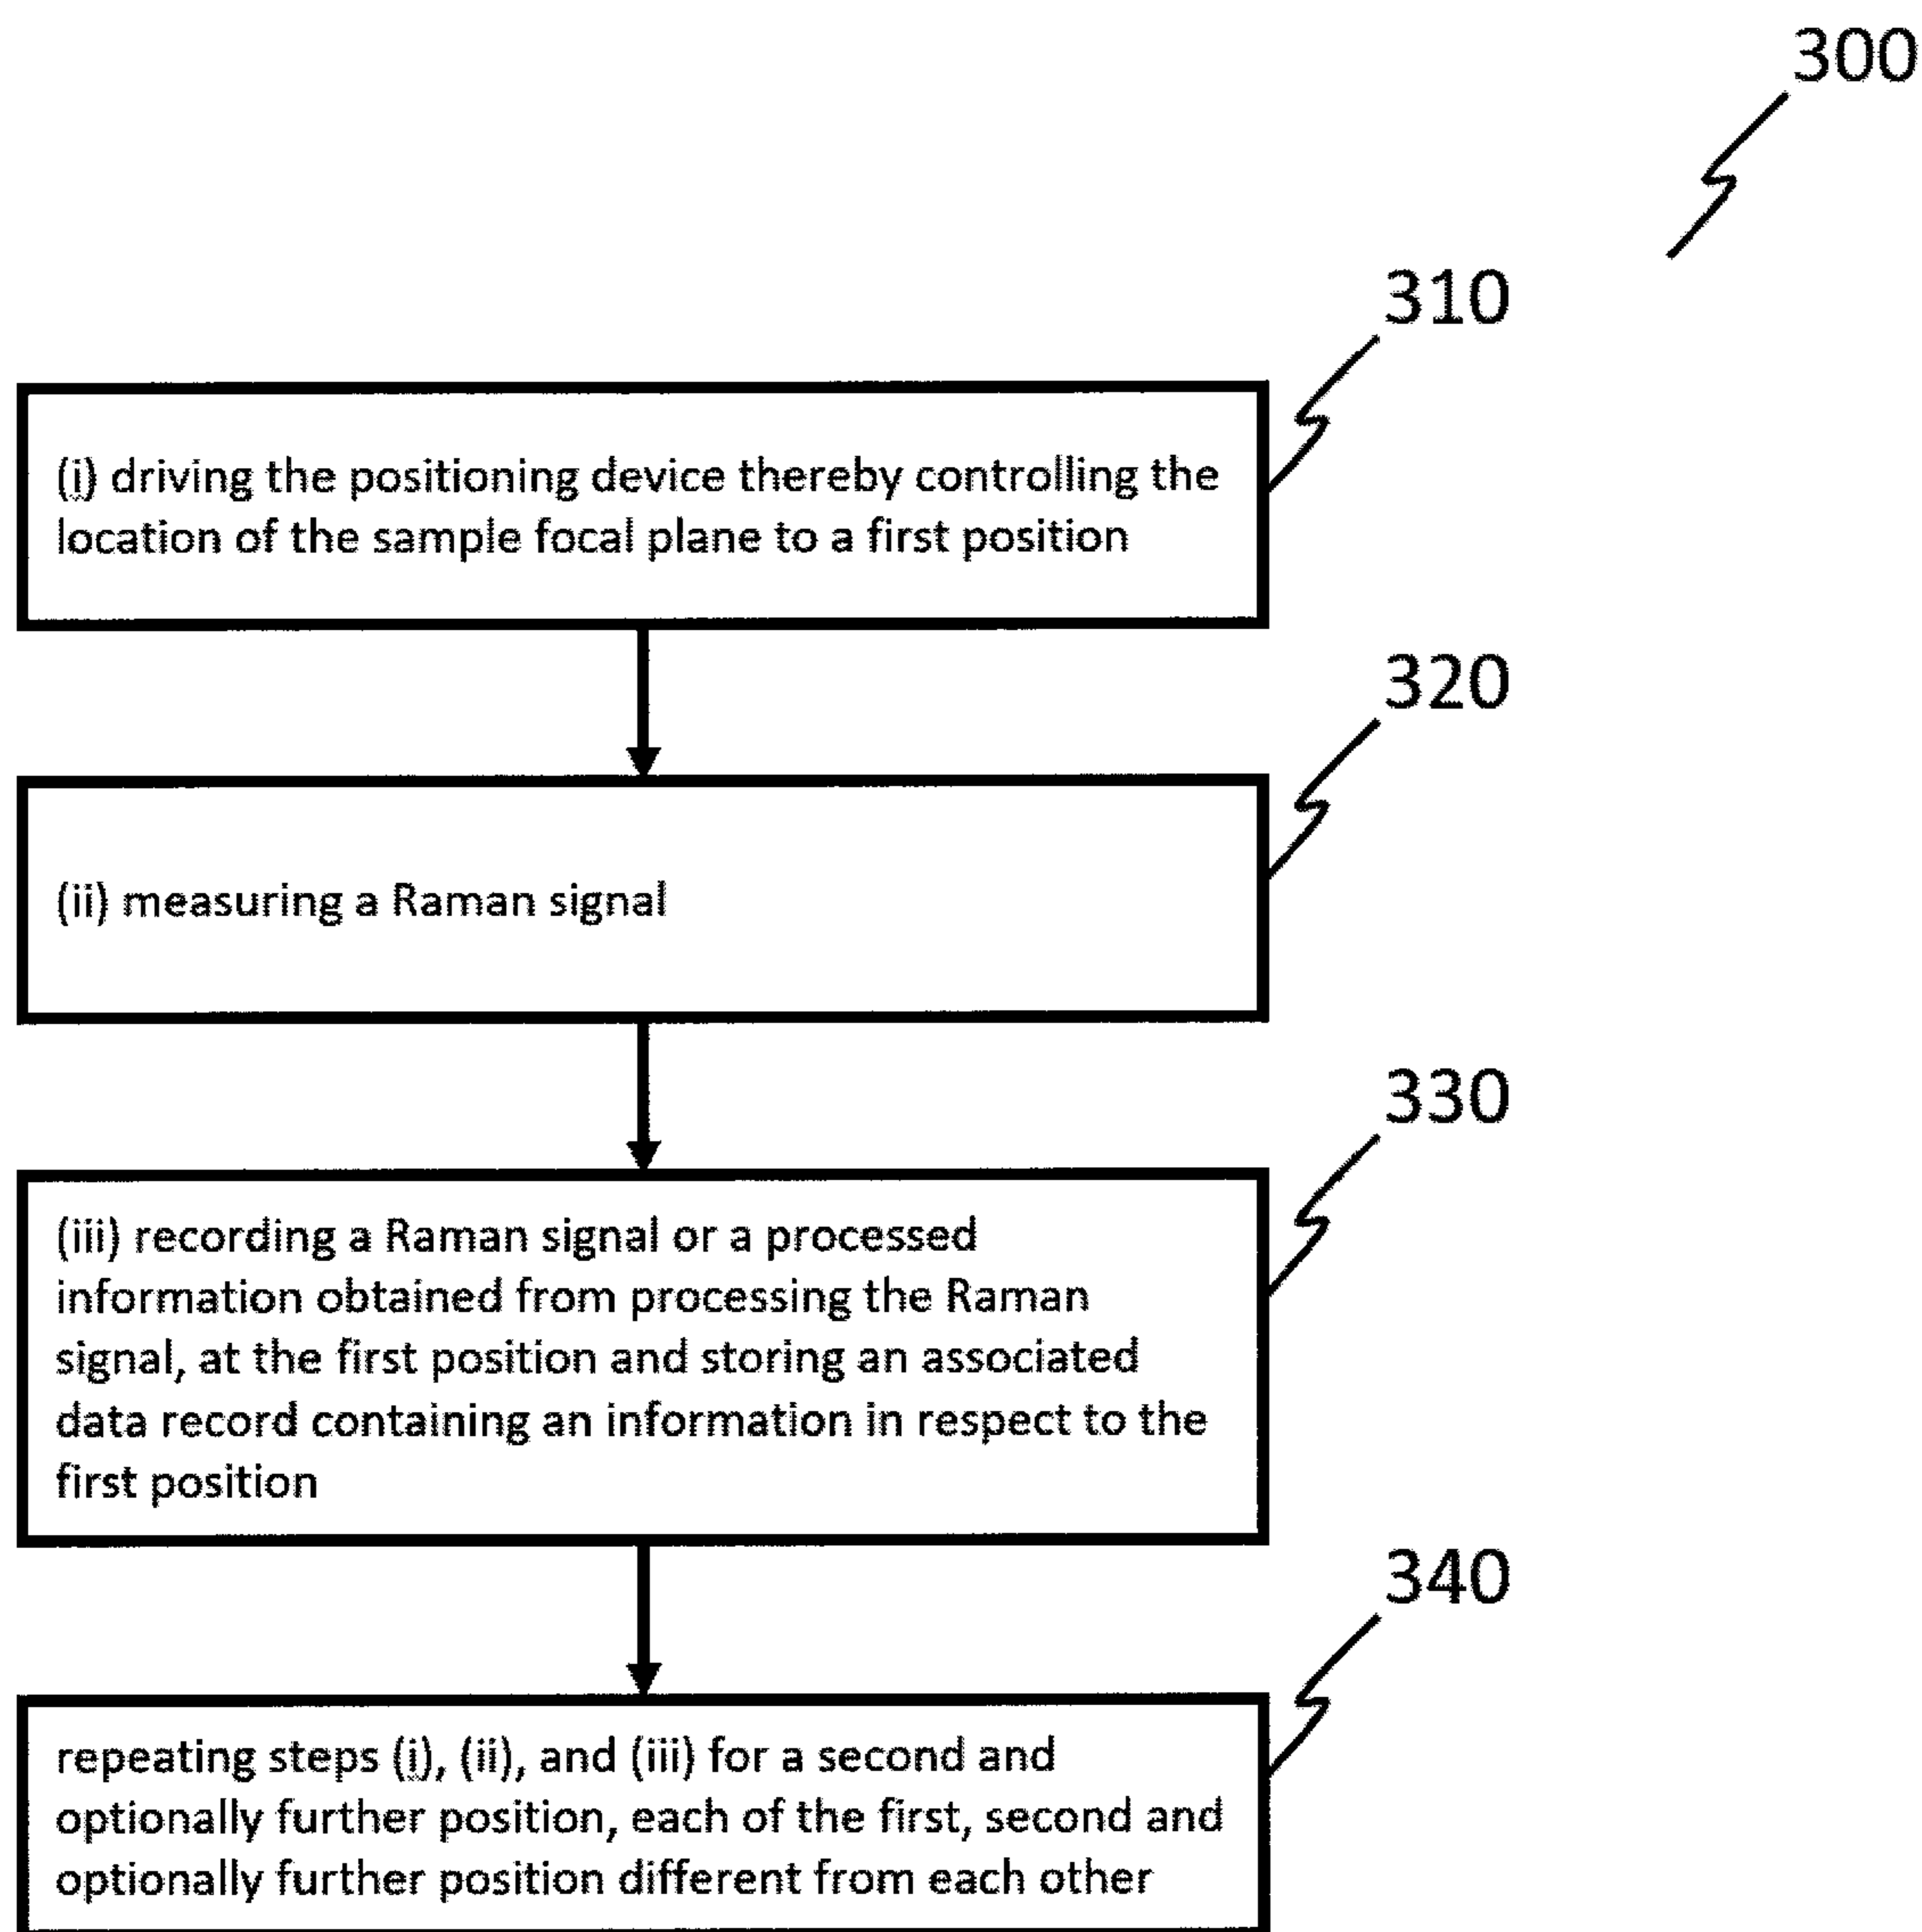 300
310
(i) driving the positioning device thereby controlling the
location of the sample focal plane to a first position
320
(ii) measuring a Raman signal
330
(iii) recording a Raman signal or a processed
information obtained from processing the Raman
signal, at the first position and storing an associated
data record containing an information in respect to the
first position
340
repeating steps (i), (ii), and (iii) for a second and
optionally further position, each of the first, second and
optionally further position different from each other